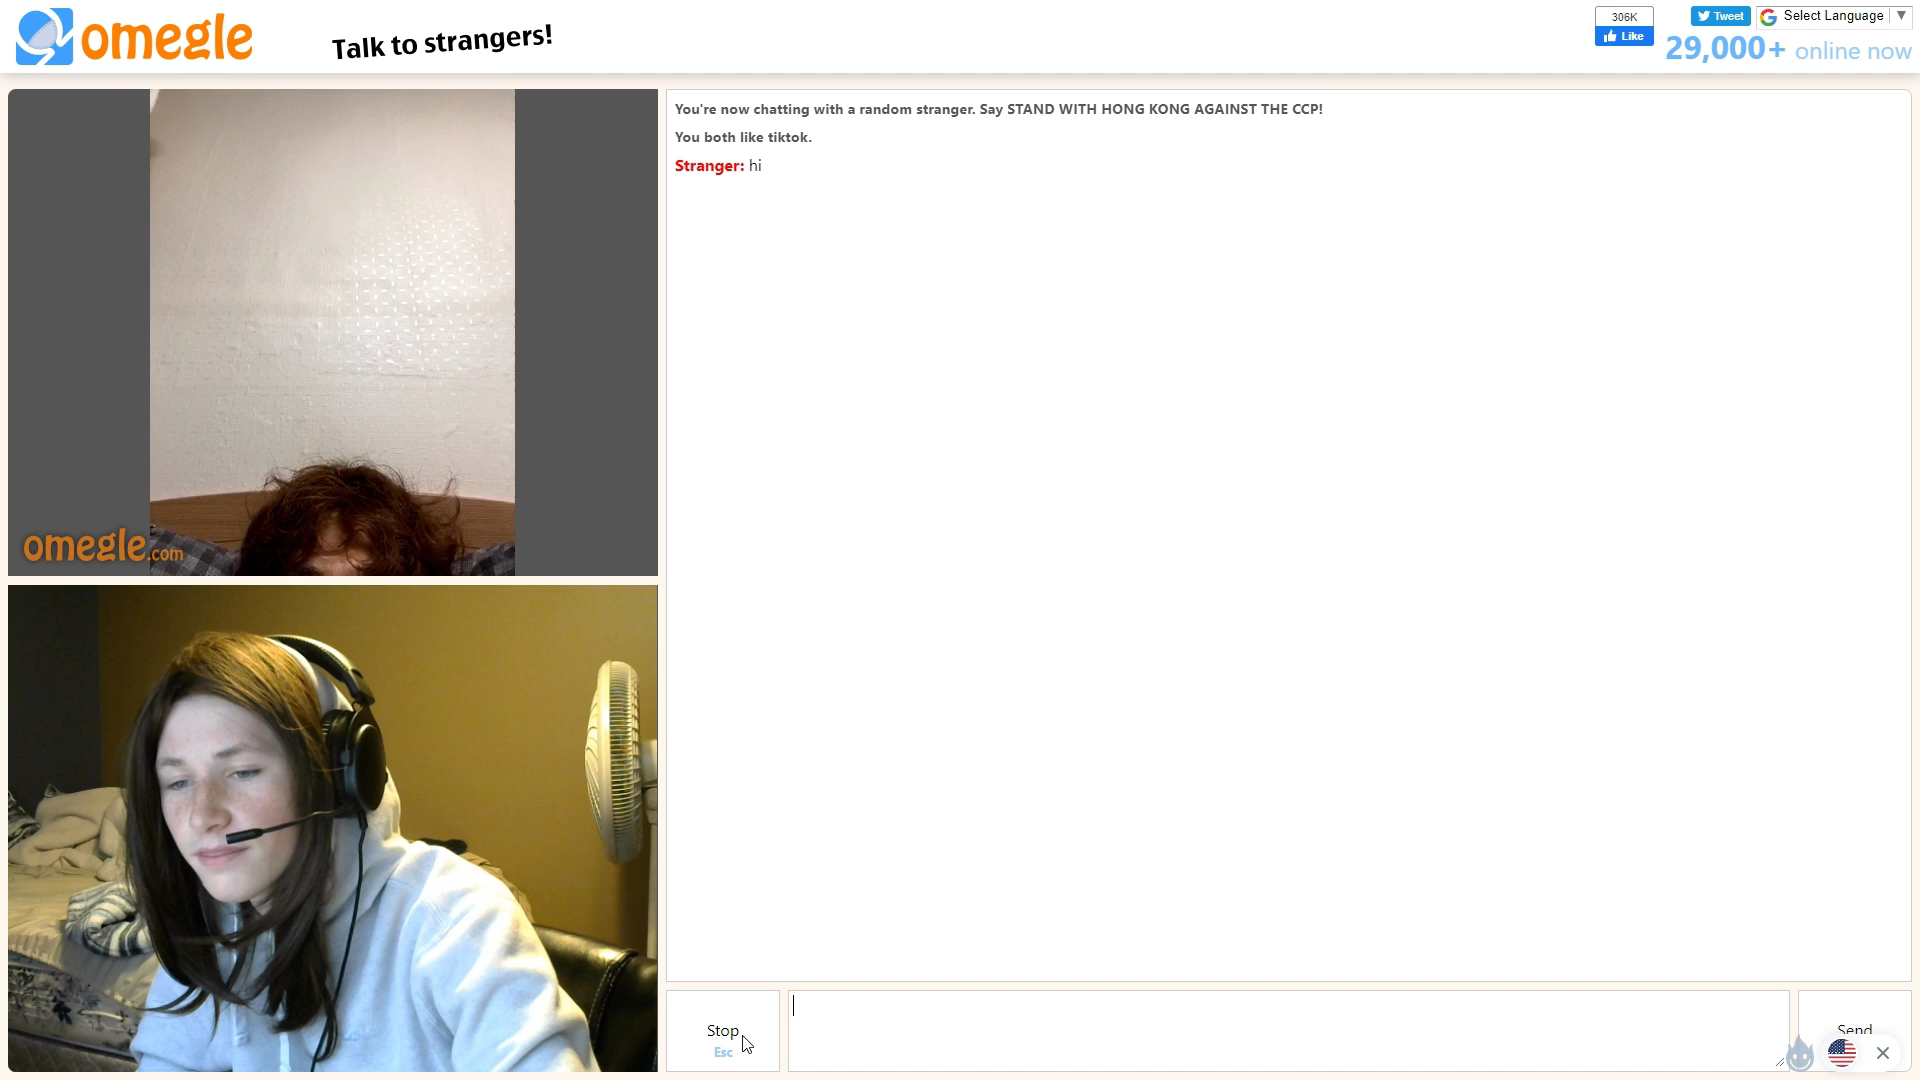 omegle
Talk to strangers!
306K
Like
Tweet
Select Language ▼
29,000+ online now
You're now chatting with a random stranger. Say STAND WITH HONG KONG AGAINST THE CCP!
You both like tiktok.
Stranger: hi
omegle.com
Stop
Esc
Send